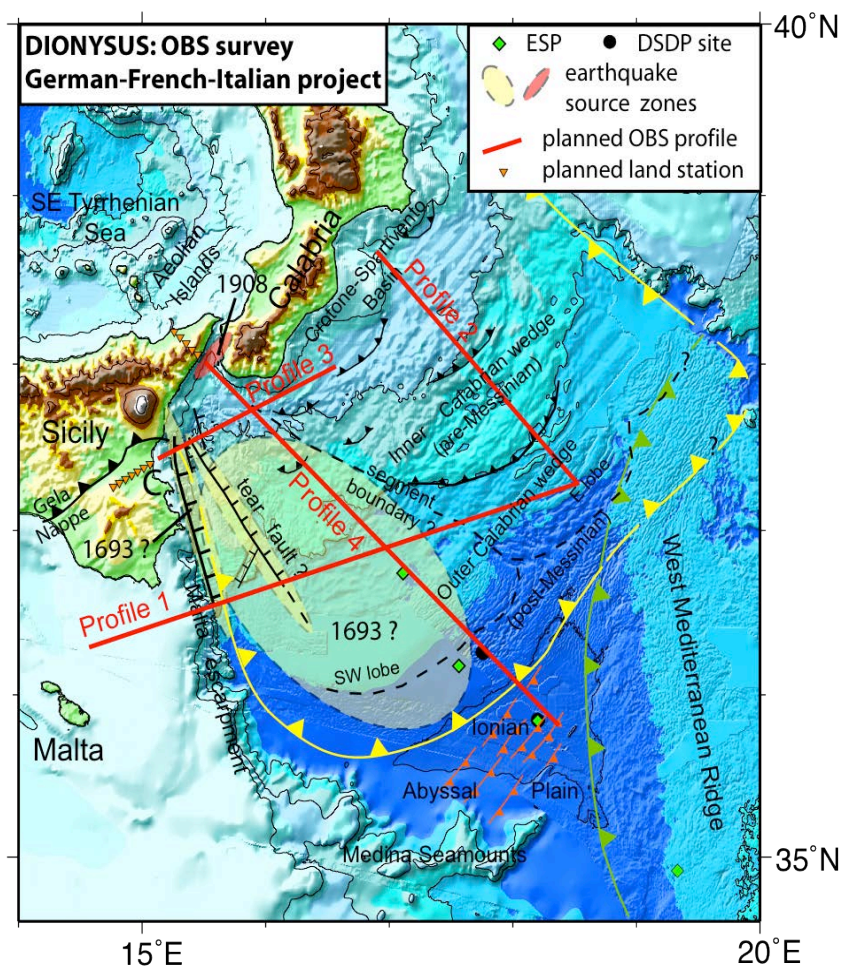 DIONYSUS: OBS survey
German-French-Italian project
ESP
DSDP site
earthquake
source zones
planned OBS profile
planned land station
40°N
SE Tyrrhenian
Sea
Aeolian
Islands
1908
Calabria
Crotone-Spartivento
Basin
Profile 2
Profile 3
Inner Calabrian wedge
(pre-Messinian)
?
?
Sicily
Gela
Nappe
1693 ?
tear fault ?
segment
boundary ?
Profile 4
E lobe
Outer Calabrian wedge
(post-Messinian)
Profile 1
1693 ?
SW lobe
Malta escarpment
West Mediterranean Ridge
Malta
Ionian
Abyssal Plain
Medina Seamounts
35°N
15°E
20°E